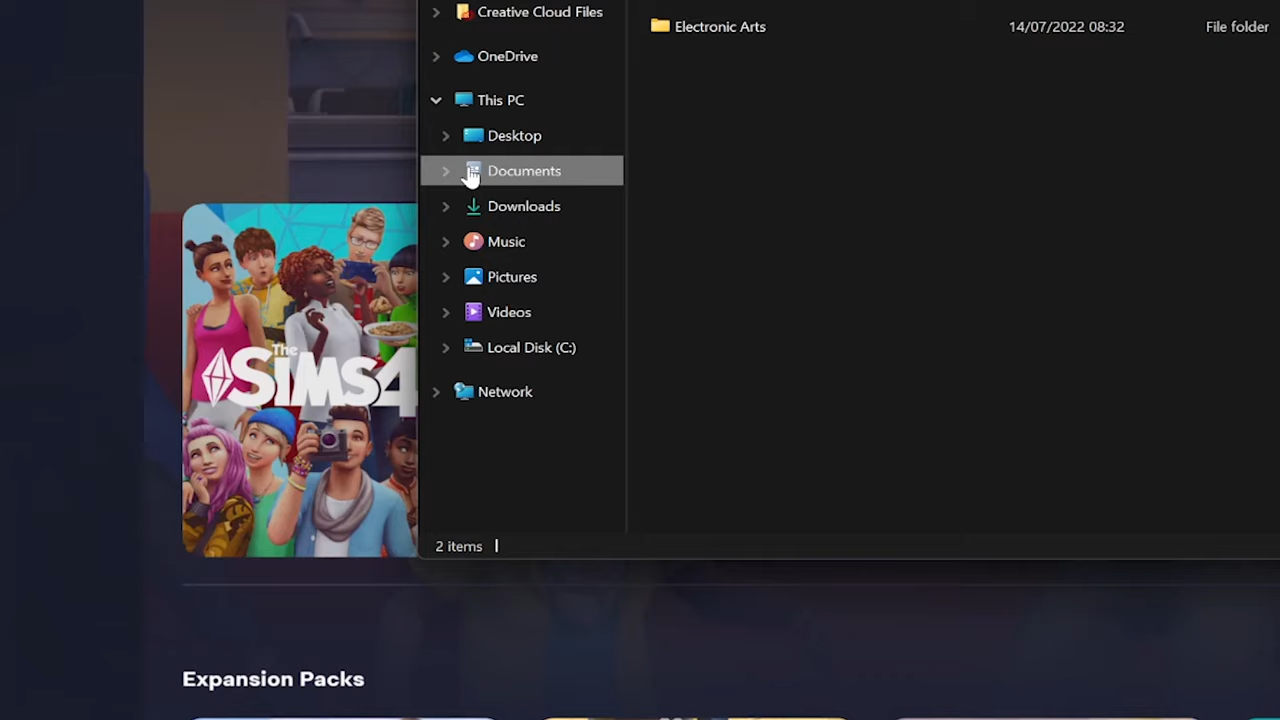 Creative Cloud Files
Electronic Arts 14/07/2022 08:32 File folder
OneDrive
This PC
Desktop
Documents
Downloads
Music
Pictures
Videos
Local Disk (C:)
Network
The
SIMS 4
2 items
Expansion Packs